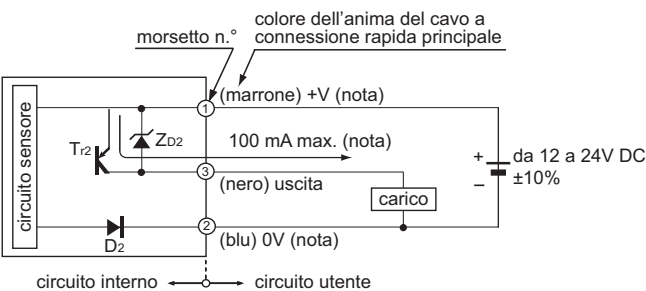 colore dell'anima del cavo a
connessione rapida principale
morsetto n.°
1
(marrone) +V (nota)
circuito sensore
Tr2
ZD2
100 mA max. (nota)
+
−
da 12 a 24V DC
±10%
3
(nero) uscita
carico
2
(blu) 0V (nota)
D2
circuito interno
circuito utente